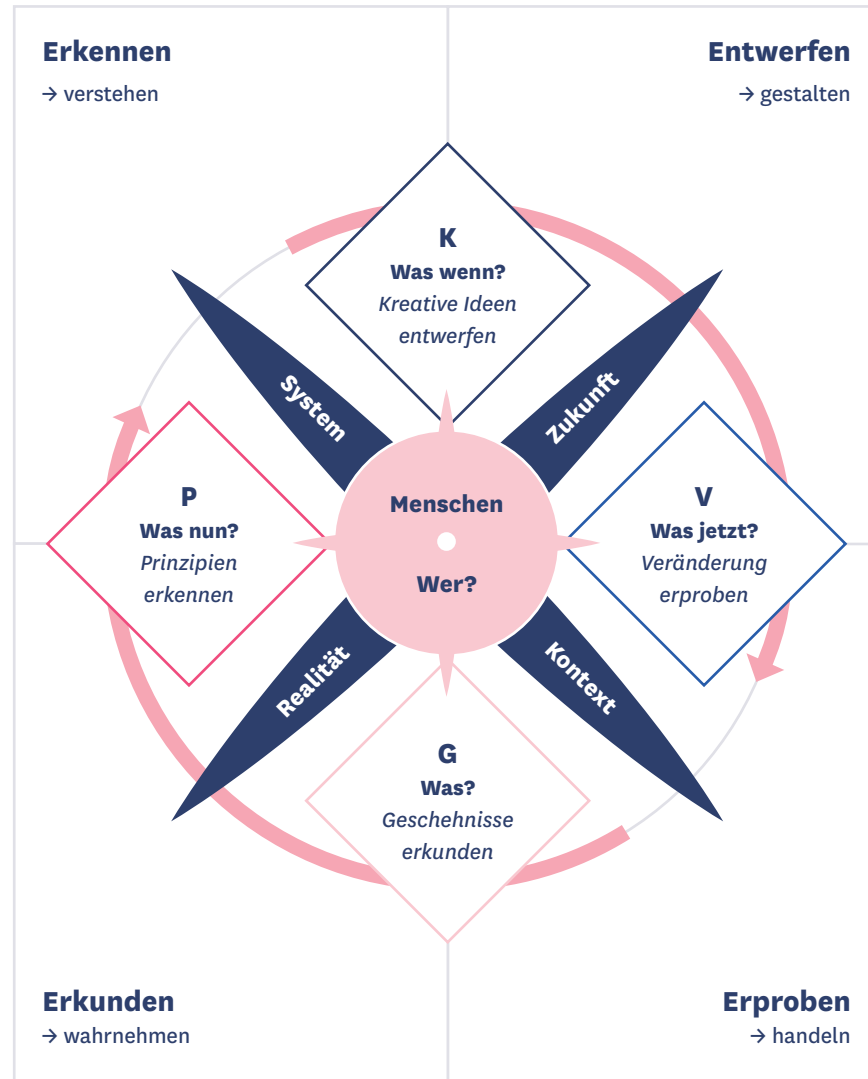 Erkennen
→ verstehen
Entwerfen
→ gestalten
K
Was wenn?
Kreative Ideen
entwerfen
System
Zukunft
P
Was nun?
Prinzipien
erkennen
Menschen
Wer?
V
Was jetzt?
Veränderung
erproben
Realität
Kontext
G
Was?
Geschehnisse
erkunden
Erkunden
→ wahrnehmen
Erproben
→ handeln